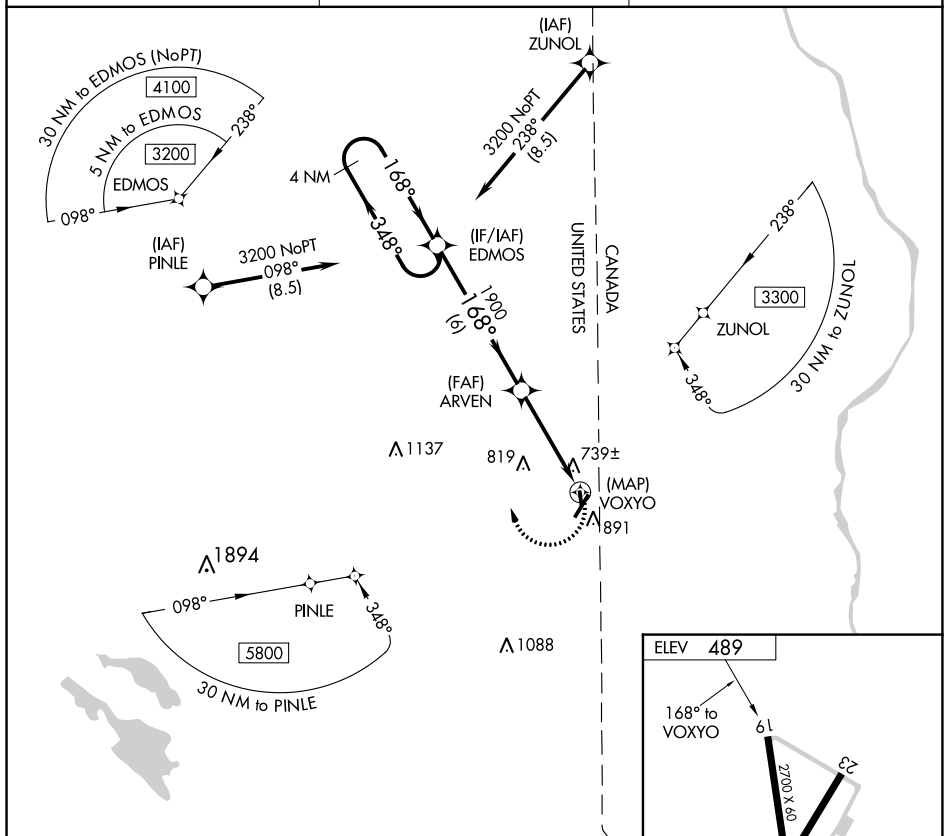 (IAF)
ZUNOL
30 NM to EDMOS (NoPT)
4100
5 NM to EDMOS
3200
238°
EDMOS
098°
3200 NoPT
238°
(8.5)
4 NM
168°
348°
(IF/IAF)
EDMOS
(IAF)
PINLE
3200 NoPT
098°
(8.5)
UNITED STATES
CANADA
238°
3300
ZUNOL
30 NM to ZUNOL
348°
1900
168°
(6)
(FAF)
ARVEN
1137
819
739±
(MAP)
VOXYO
891
1894
098°
PINLE
348°
5800
30 NM to PINLE
1088
ELEV 489
168° to
VOXYO
19
2700 X 60
23